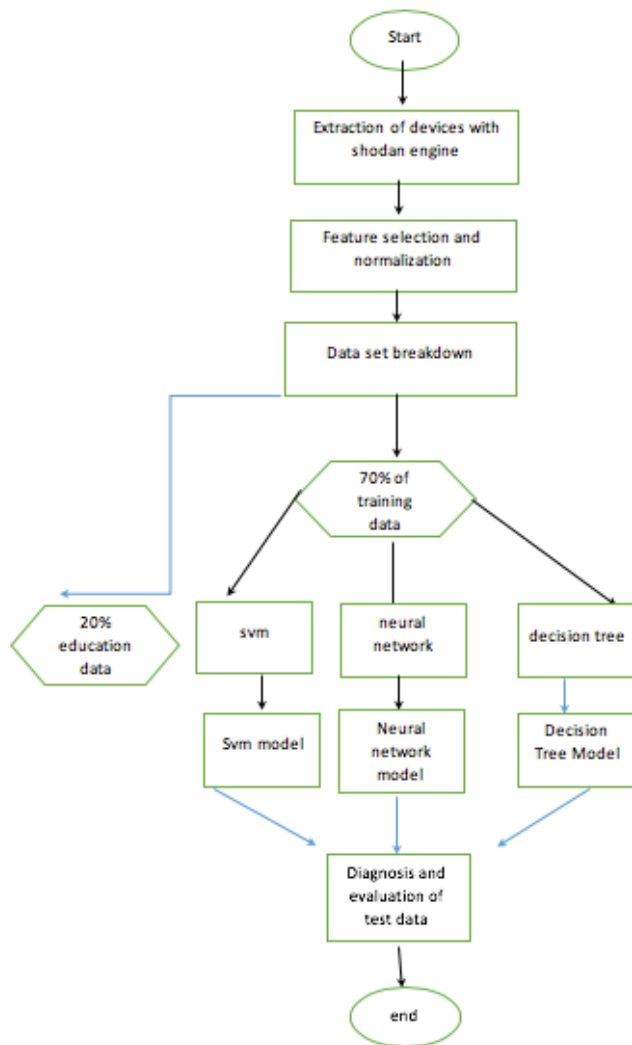 Start
Extraction of devices with
shodan engine
Feature selection and
normalization
Data set breakdown
70% of
training
data
20%
education
data
svm
neural
network
decision tree
Svm model
Neural
network
model
Decision
Tree Model
Diagnosis and
evaluation of
test data
end